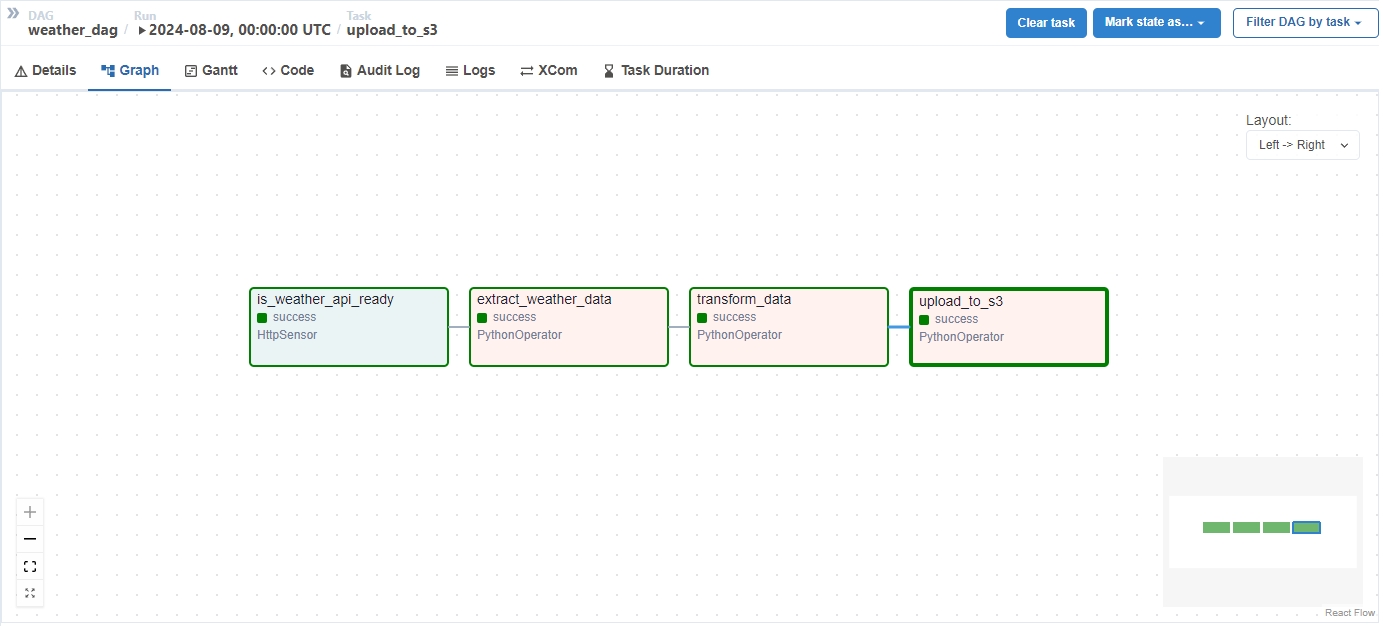 DAG
weather_dag
/
Run
2024-08-09, 00:00:00 UTC
/
Task
upload_to_s3
Clear task
Mark state as...
Filter DAG by task
Details
Graph
Gantt
Code
Audit Log
Logs
XCom
Task Duration
Layout:
Left -> Right
is_weather_api_ready
success
HttpSensor
extract_weather_data
success
PythonOperator
transform_data
success
PythonOperator
upload_to_s3
success
PythonOperator
React Flow